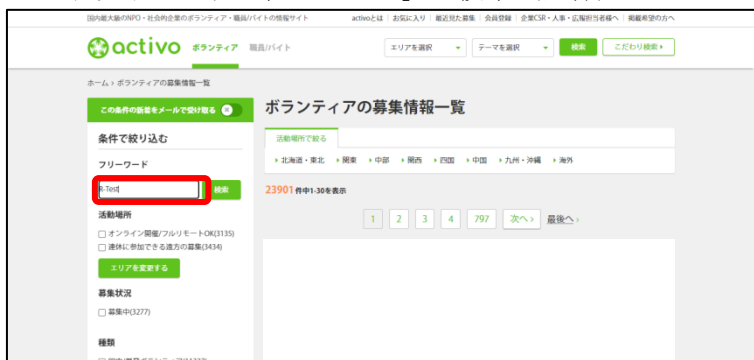 国内最大級のNPO・社会的企業のボランティア・職員/バイトの情報サイト
activoとは お気に入り 最近見た募集 会員登録 企業CSR・人事・広報担当者様へ 掲載希望の方へ
activo ボランティア 職員/バイト エリアを選択 テーマを選択 検索 こだわり検索
ホーム › ボランティアの募集情報一覧
この条件の新着をメールで受け取る
ボランティアの募集情報一覧
条件で絞り込む
活動場所で絞る
北海道・東北 関東 中部 関西 四国 中国 九州・沖縄 海外
フリーワード
R-Test 検索
23901 件中1-30を表示
1 2 3 4 797 次へ › 最後へ ›
活動場所
オンライン開催/フルリモートOK(3135)
連休に参加できる遠方の募集(3434)
エリアを変更する
募集状況
募集中(3277)
種類